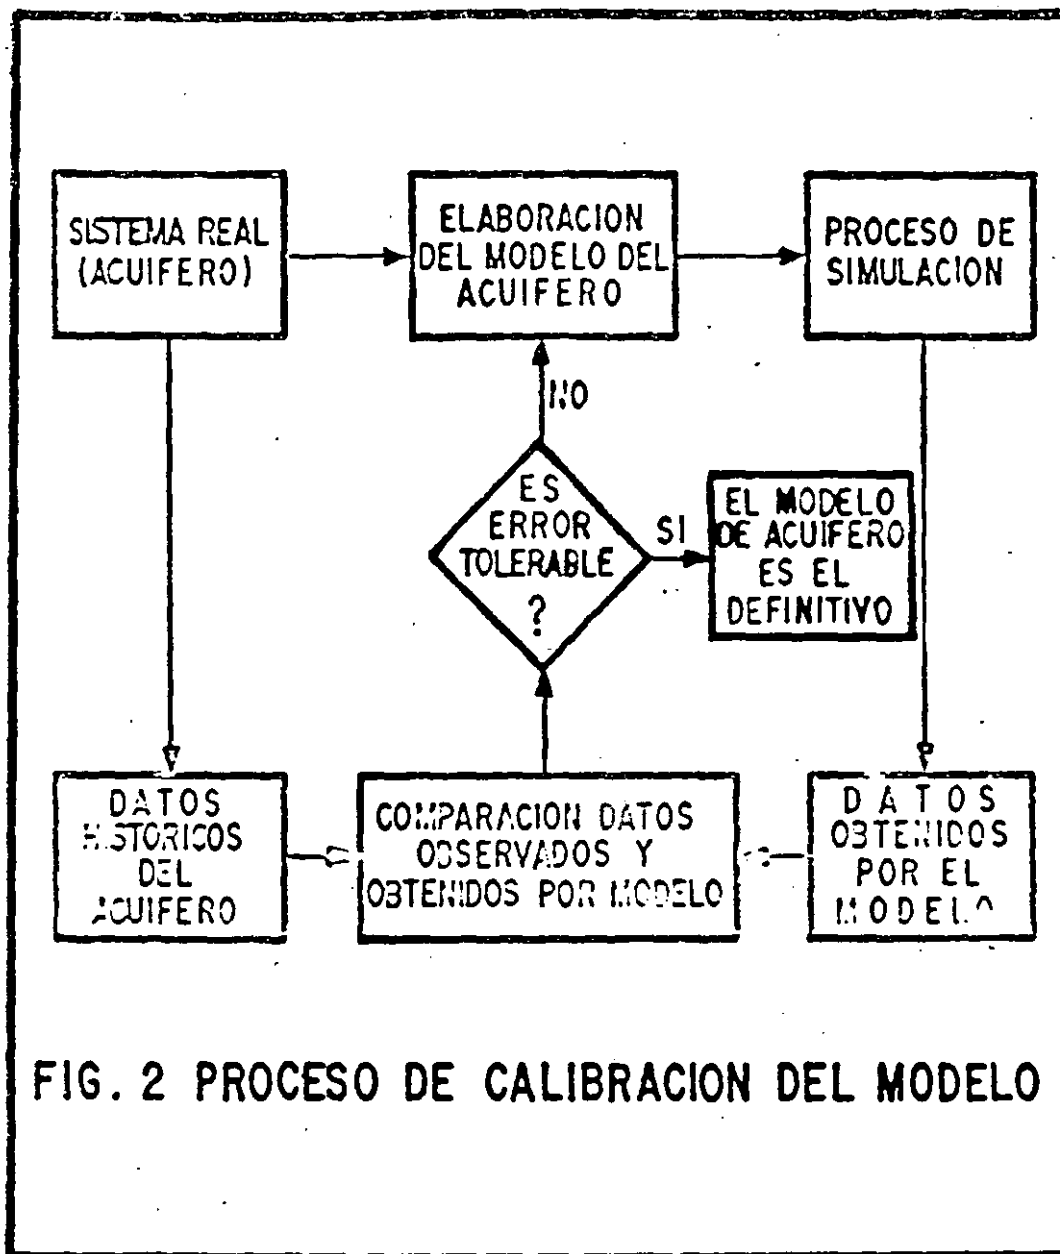 SISTEMA REAL
(ACUIFERO)
ELABORACION
DEL MODELO DEL
ACUIFERO
PROCESO DE
SIMULACION
NO
ES
ERROR
TOLERABLE
?
SI
EL MODELO
DE ACUIFERO
ES EL
DEFINITIVO
DATOS
HISTORICOS
DEL
ACUIFERO
COMPARACION DATOS
OBSERVADOS Y
OBTENIDOS POR MODELO
DATOS
OBTENIDOS
POR EL
MODELO
FIG. 2 PROCESO DE CALIBRACION DEL MODELO